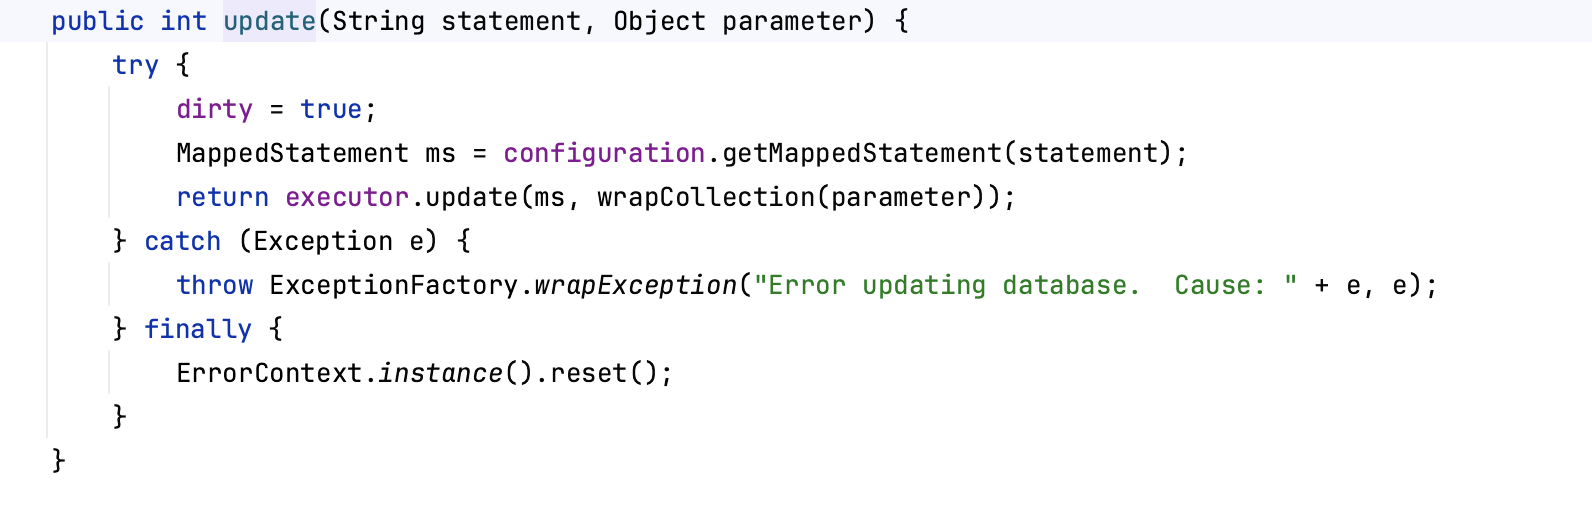 public int update(String statement, Object parameter) {
    try {
        dirty = true;
        MappedStatement ms = configuration.getMappedStatement(statement);
        return executor.update(ms, wrapCollection(parameter));
    } catch (Exception e) {
        throw ExceptionFactory.wrapException("Error updating database.  Cause: " + e, e);
    } finally {
        ErrorContext.instance().reset();
    }
}